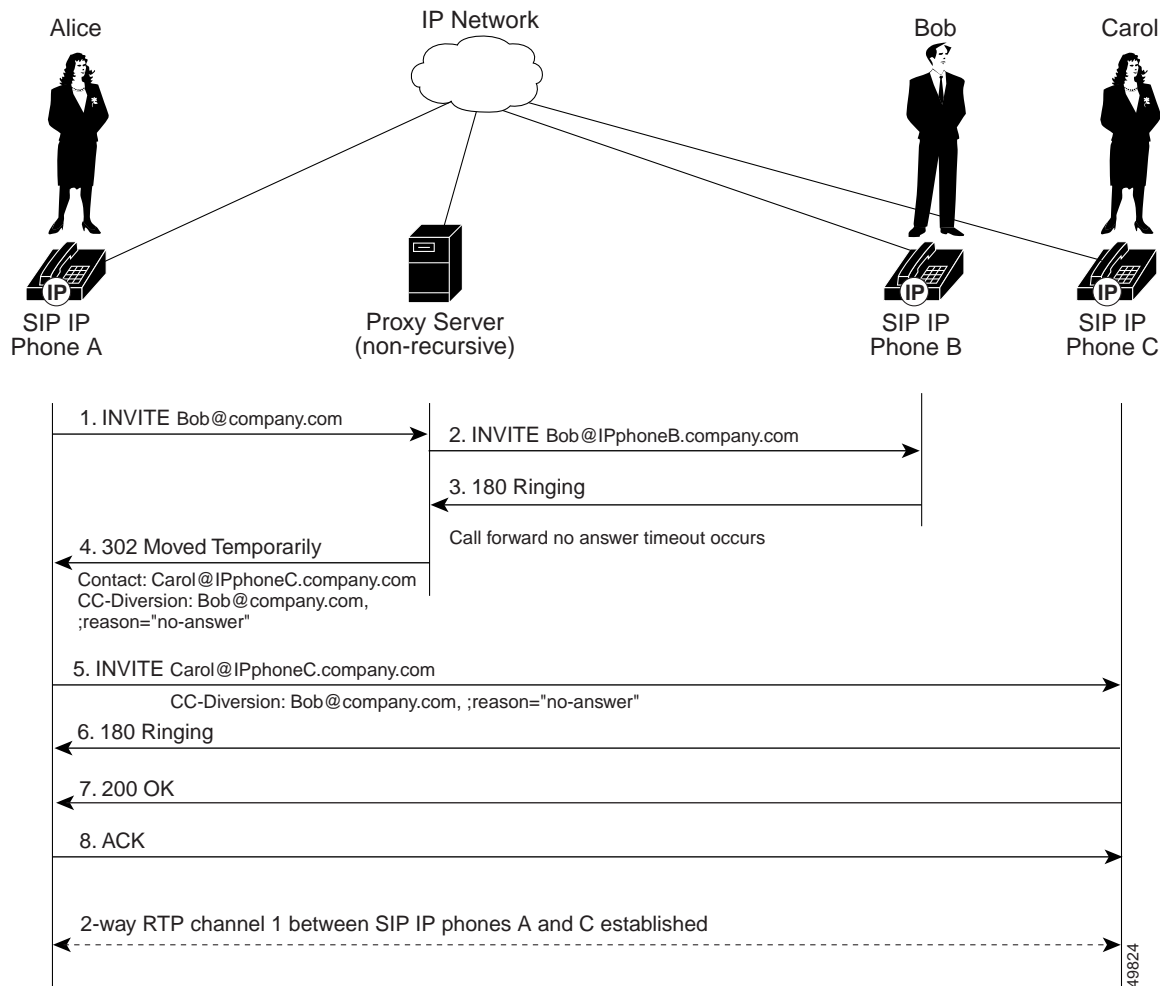 Alice
IP Network
Bob
Carol
IP
SIP IP
Phone A
Proxy Server
(non-recursive)
IP
SIP IP
Phone B
IP
SIP IP
Phone C
1. INVITE Bob@company.com
2. INVITE Bob@IPphoneB.company.com
3. 180 Ringing
Call forward no answer timeout occurs
4. 302 Moved Temporarily
Contact: Carol@IPphoneC.company.com
CC-Diversion: Bob@company.com,
;reason="no-answer"
5. INVITE Carol@IPphoneC.company.com
CC-Diversion: Bob@company.com, ;reason="no-answer"
6. 180 Ringing
7. 200 OK
8. ACK
2-way RTP channel 1 between SIP IP phones A and C established
49824